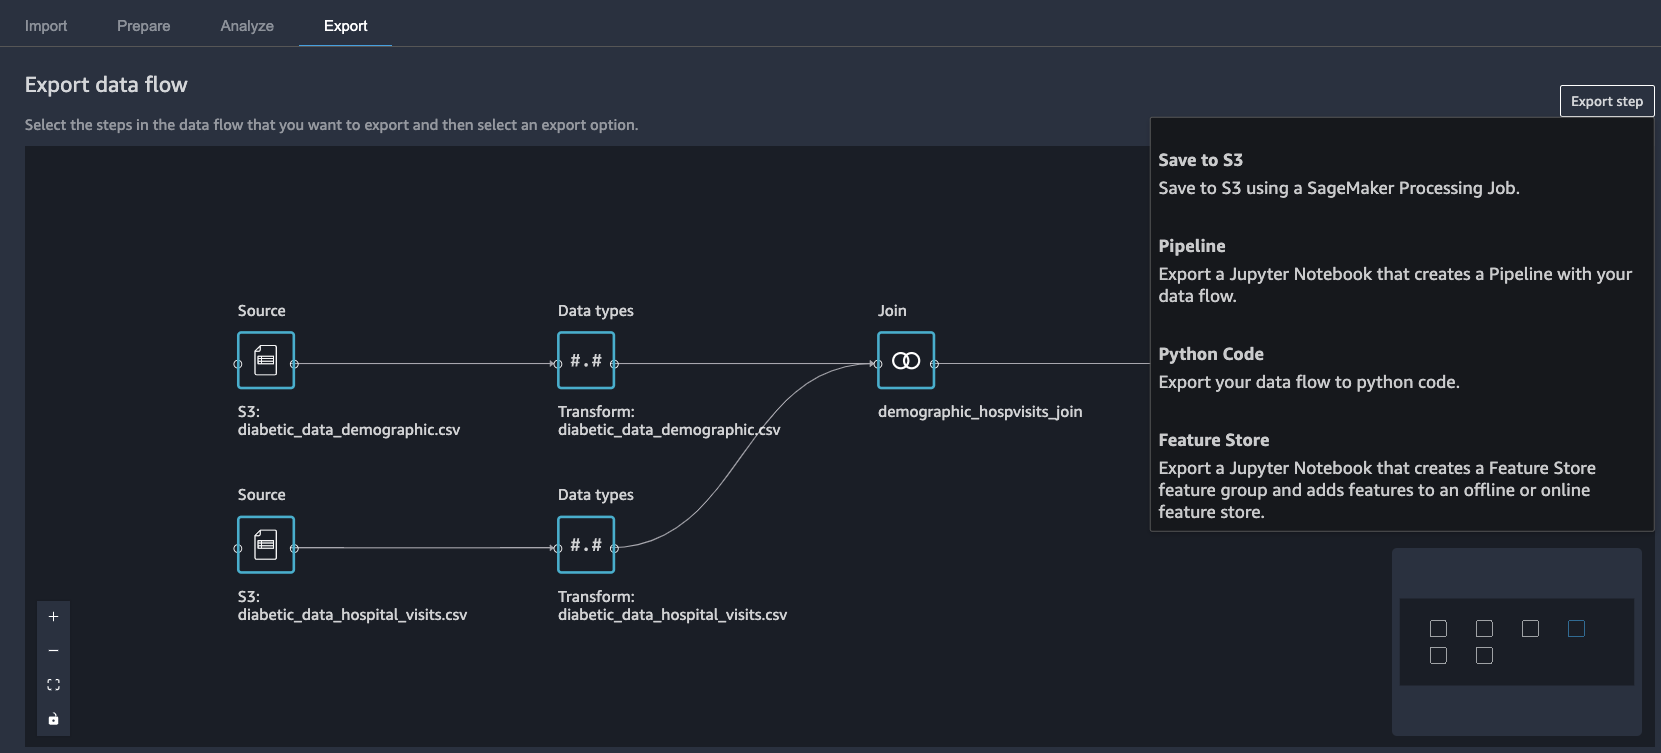 Import Prepare Analyze Export
Export data flow
Export step
Select the steps in the data flow that you want to export and then select an export option.
Save to S3
Save to S3 using a SageMaker Processing Job.
Pipeline
Export a Jupyter Notebook that creates a Pipeline with your
data flow.
Python Code
Export your data flow to python code.
Feature Store
Export a Jupyter Notebook that creates a Feature Store
feature group and adds features to an offline or online
feature store.
Source
S3:
diabetic_data_demographic.csv
Data types
#.#
Transform:
diabetic_data_demographic.csv
Join
demographic_hospvisits_join
Source
S3:
diabetic_data_hospital_visits.csv
Data types
#.#
Transform:
diabetic_data_hospital_visits.csv